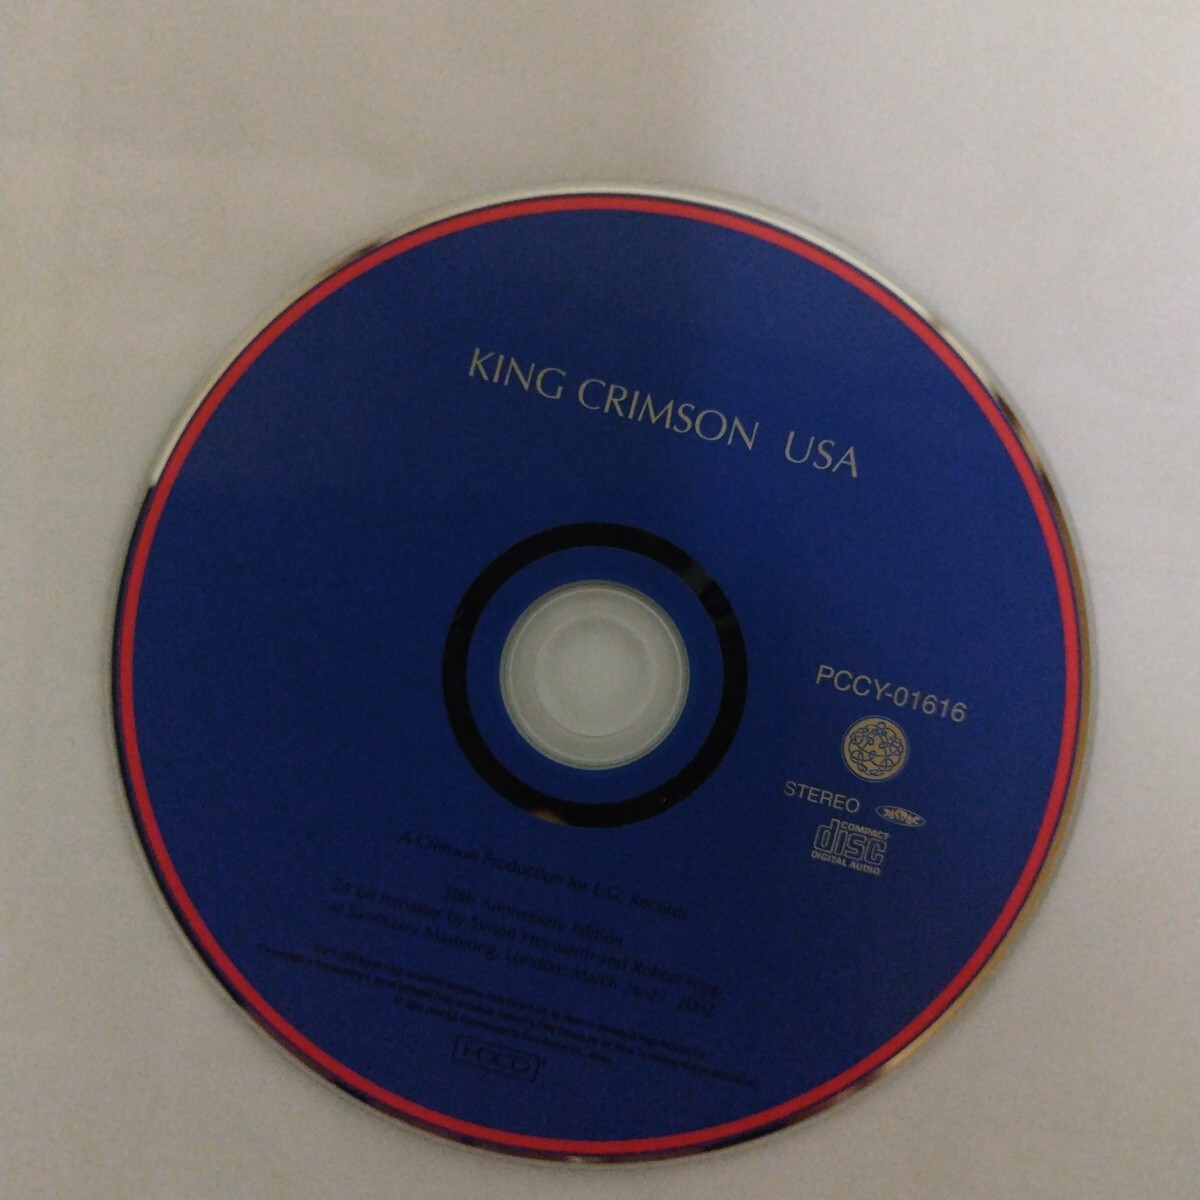 KING CRIMSON USA
PCCY-01616
STEREO
JASRAC
COMPACT
disc
DIGITAL AUDIO
A Crimson Production for E.G. Records
30th Anniversary Edition
24 bit remaster by Simon Heyworth and Robert Fripp
at Sanctuary Mastering, London, March 26-27, 2002
HDCD